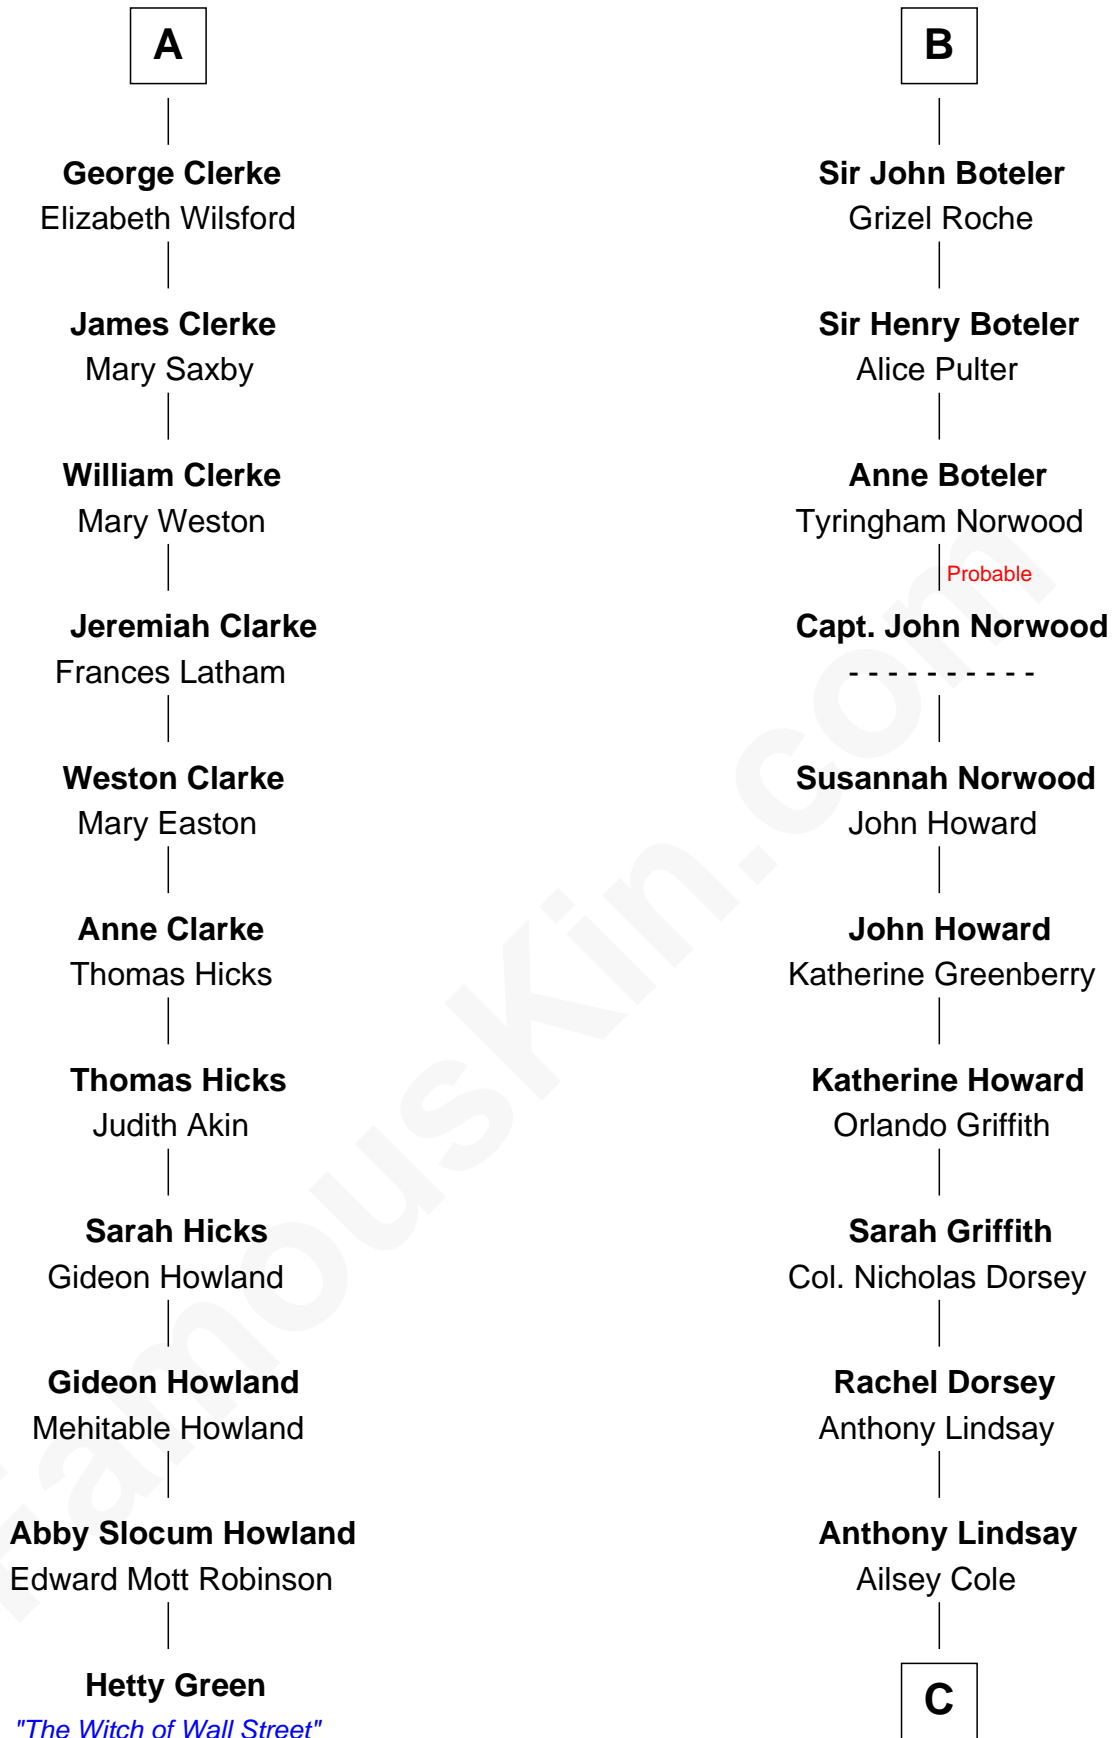 A
George Clerke
Elizabeth Wilsford
James Clerke
Mary Saxby
William Clerke
Mary Weston
Jeremiah Clarke
Frances Latham
Weston Clarke
Mary Easton
Anne Clarke
Thomas Hicks
Thomas Hicks
Judith Akin
Sarah Hicks
Gideon Howland
Gideon Howland
Mehitable Howland
Abby Slocum Howland
Edward Mott Robinson
Hetty Green
"The Witch of Wall Street"
B
Sir John Boteler
Grizel Roche
Sir Henry Boteler
Alice Pulter
Anne Boteler
Tyringham Norwood
Probable
Capt. John Norwood
- - - - - - - - - -
Susannah Norwood
John Howard
John Howard
Katherine Greenberry
Katherine Howard
Orlando Griffith
Sarah Griffith
Col. Nicholas Dorsey
Rachel Dorsey
Anthony Lindsay
Anthony Lindsay
Ailsey Cole
C
FamousKin.com